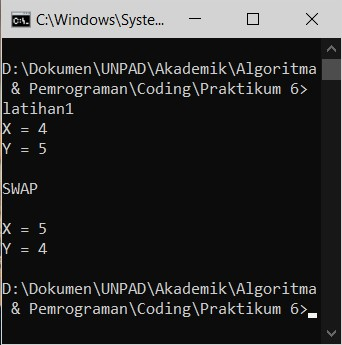 C:\Windows\Syste...
D:\Dokumen\UNPAD\Akademik\Algoritma
& Pemrograman\Coding\Praktikum 6>
latihan1
X = 4
Y = 5
SWAP
X = 5
Y = 4
D:\Dokumen\UNPAD\Akademik\Algoritma
& Pemrograman\Coding\Praktikum 6>